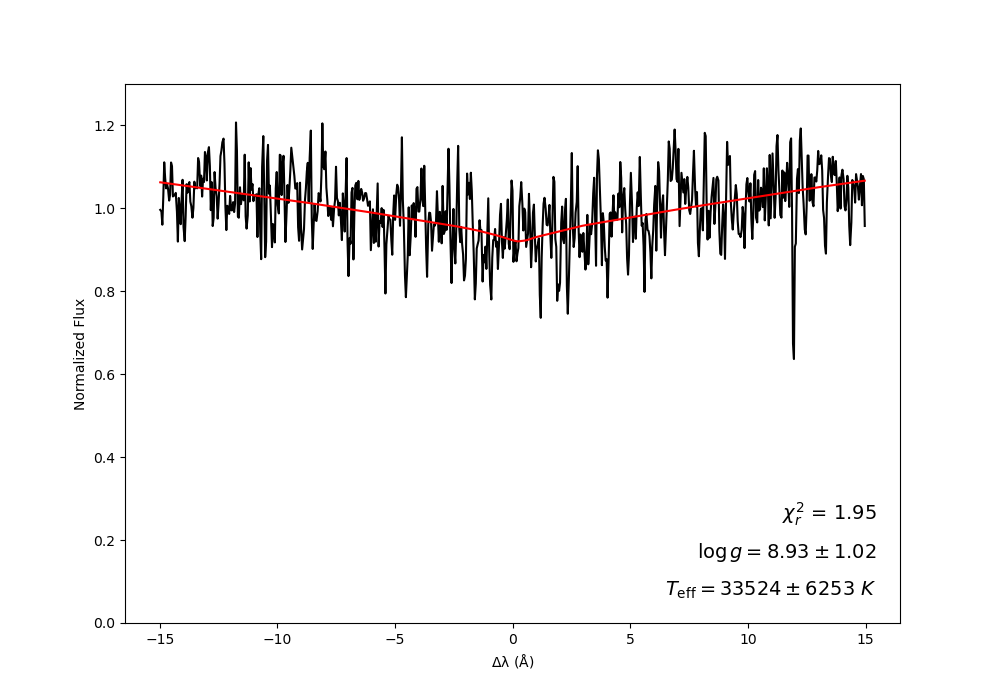 1.2
1.0
0.8
0.6
0.4
0.2
0.0
Normalized Flux
χ²ᵣ = 1.95
log g = 8.93 ± 1.02
T_eff = 33524 ± 6253 K
−15 −10 −5 0 5 10 15
Δλ (Å)